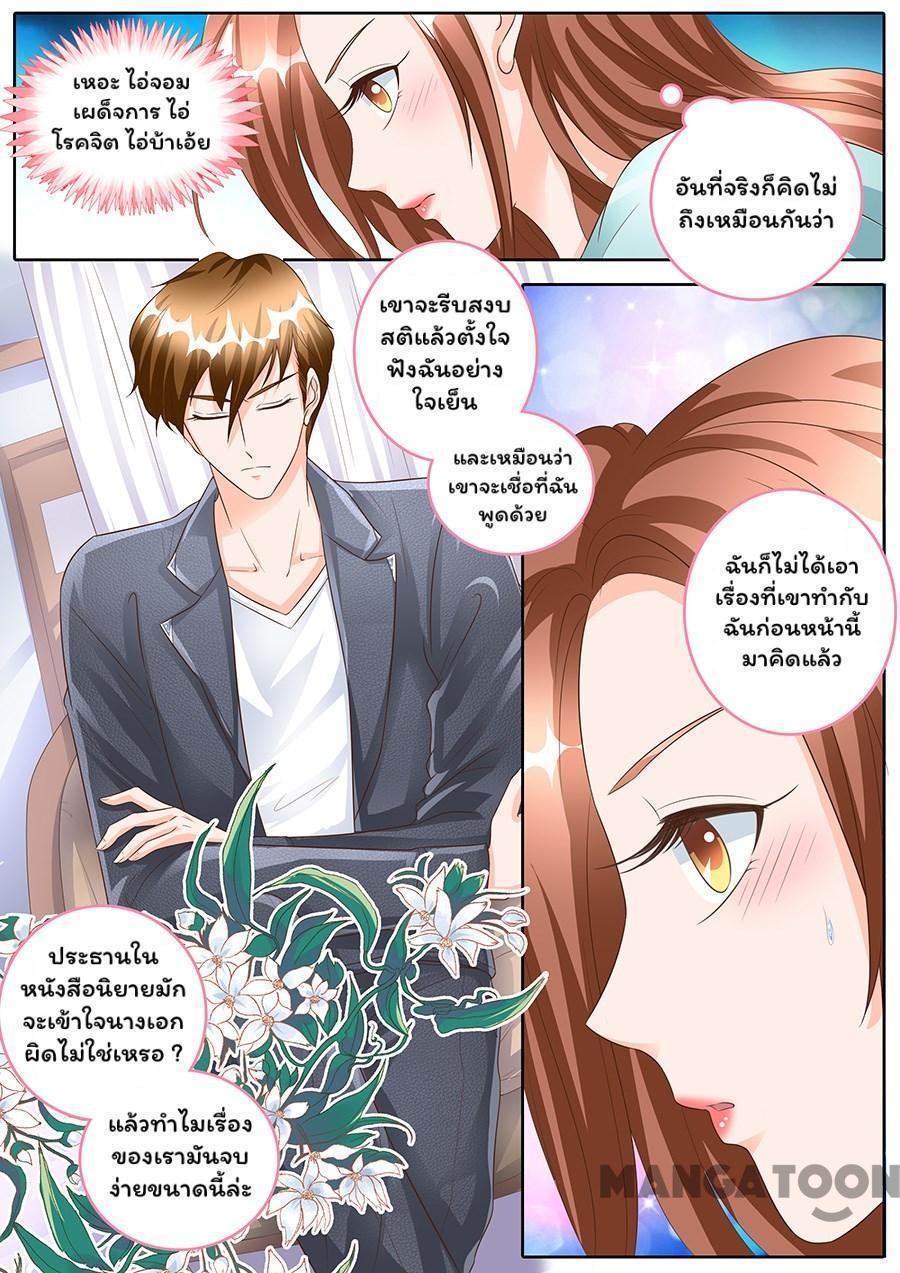 เหอะ ไอ่จอม
เผด็จการ ไอ่
โรคจิต ไอ่บ้าเอ้ย
อันที่จริงก็คิดไม่
ถึงเหมือนกันว่า
เขาจะรีบสงบ
สติแล้วตั้งใจ
ฟังฉันอย่าง
ใจเย็น
และเหมือนว่า
เขาจะเชื่อที่ฉัน
พูดด้วย
ฉันก็ไม่ได้เอา
เรื่องที่เขาทำกับ
ฉันก่อนหน้านี้
มาคิดแล้ว
ประธานใน
หนังสือนิยายมัก
จะเข้าใจนางเอก
ผิดไม่ใช่เหรอ ?
แล้วทำไมเรื่อง
ของเรามันจบ
ง่ายขนาดนี้ล่ะ
MANGATOON